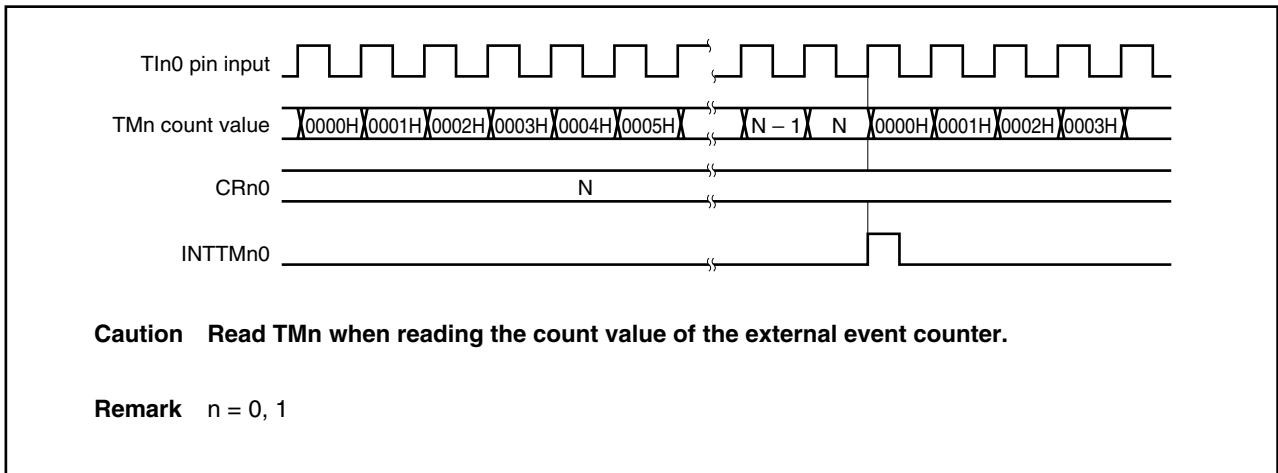 TIn0 pin input
TMn count value 0000H 0001H 0002H 0003H 0004H 0005H N – 1 N 0000H 0001H 0002H 0003H
CRn0 N
INTTMn0
Caution Read TMn when reading the count value of the external event counter.
Remark n = 0, 1